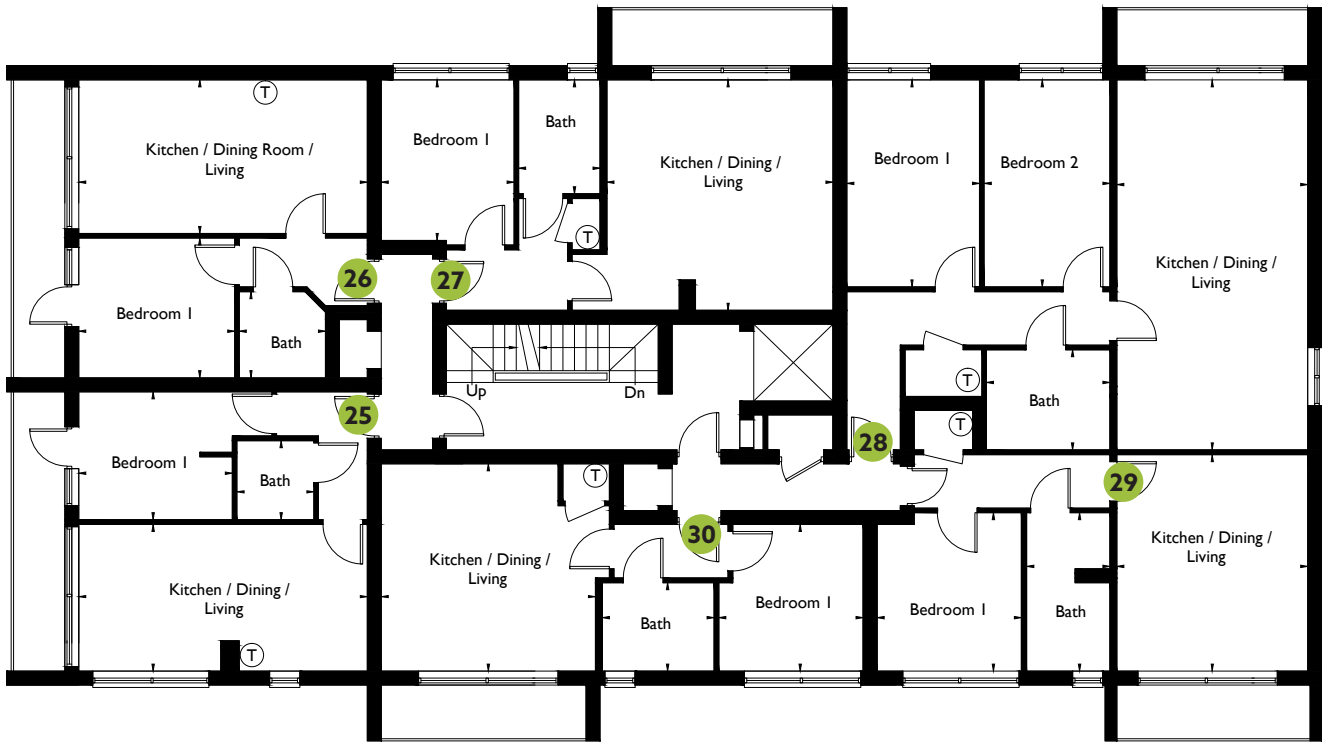 T
Kitchen / Dining Room /
Living
Bedroom 1
Bath
26
Bedroom 1
Bath
T
27
Kitchen / Dining /
Living
Bedroom 1
Bedroom 2
Kitchen / Dining /
Living
T
Bath
28
Up
Dn
25
Bedroom 1
Bath
Kitchen / Dining /
Living
T
T
Kitchen / Dining /
Living
30
Bath
Bedroom 1
T
29
Bedroom 1
Bath
Kitchen / Dining /
Living